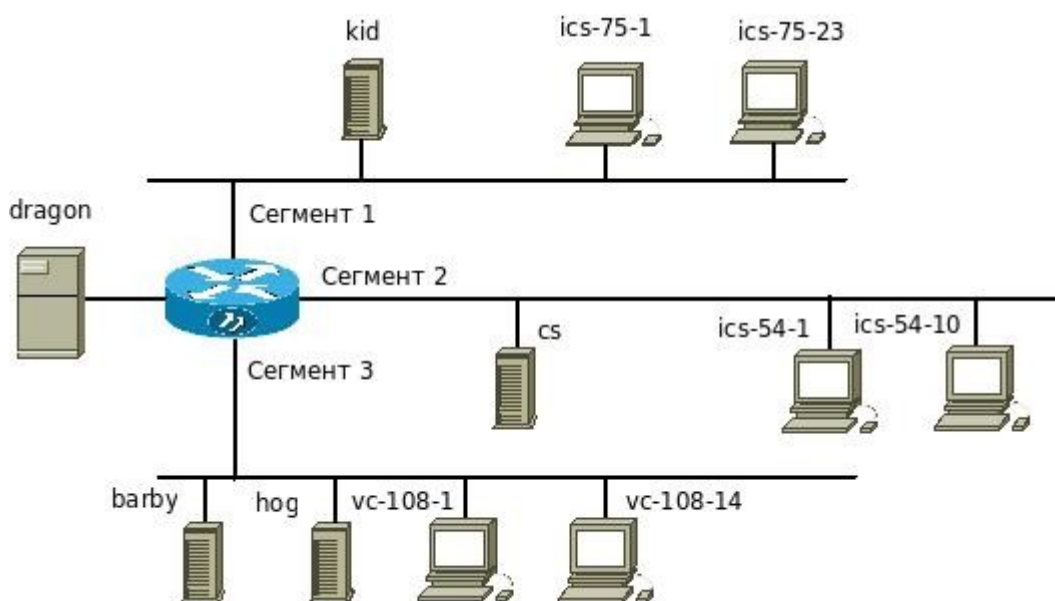 kid
ics-75-1
ics-75-23
dragon
Сегмент 1
Сегмент 2
cs
ics-54-1
ics-54-10
Сегмент 3
barby
hog
vc-108-1
vc-108-14